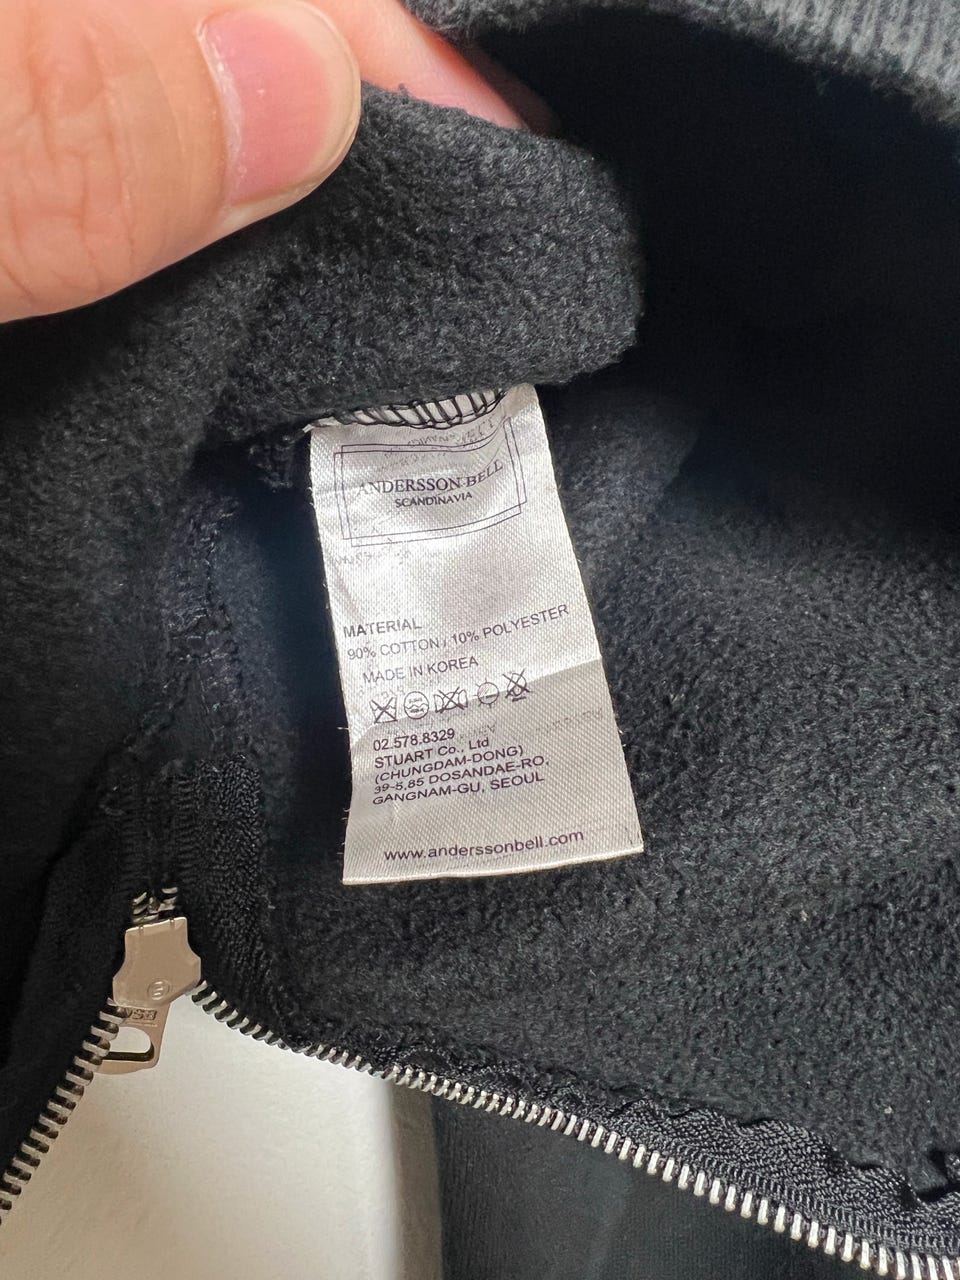 ANDERSSON BELL
SCANDINAVIA
MATERIAL
90% COTTON, 10% POLYESTER
MADE IN KOREA
02.578.8329
STUART Co., Ltd
(CHUNGDAM-DONG)
39-5,85 DOSANDAE-RO,
GANGNAM-GU, SEOUL
www.anderssonbell.com